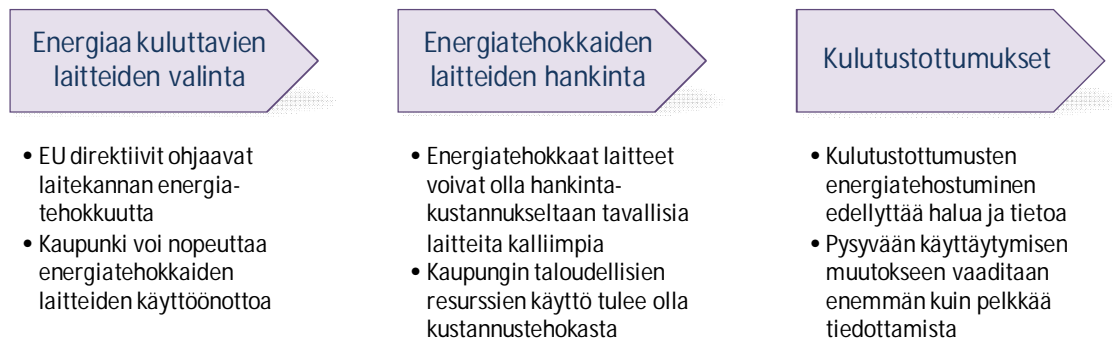 Energiaa kuluttavien
laitteiden valinta
• EU direktiivit ohjaavat
laitekannan energia-
tehokkuutta
• Kaupunki voi nopeuttaa
energiatehokkaiden
laitteiden käyttöönottoa
Energiatehokkaiden
laitteiden hankinta
• Energiatehokkaat laitteet
voivat olla hankinta-
kustannukseltaan tavallisia
laitteita kalliimpia
• Kaupungin taloudellisien
resurssien käyttö tulee olla
kustannustehokasta
Kulutustottumukset
• Kulutustottumusten
energiatehostuminen
edellyttää halua ja tietoa
• Pysyvään käyttäytymisen
muutokseen vaaditaan
enemmän kuin pelkkää
tiedottamista